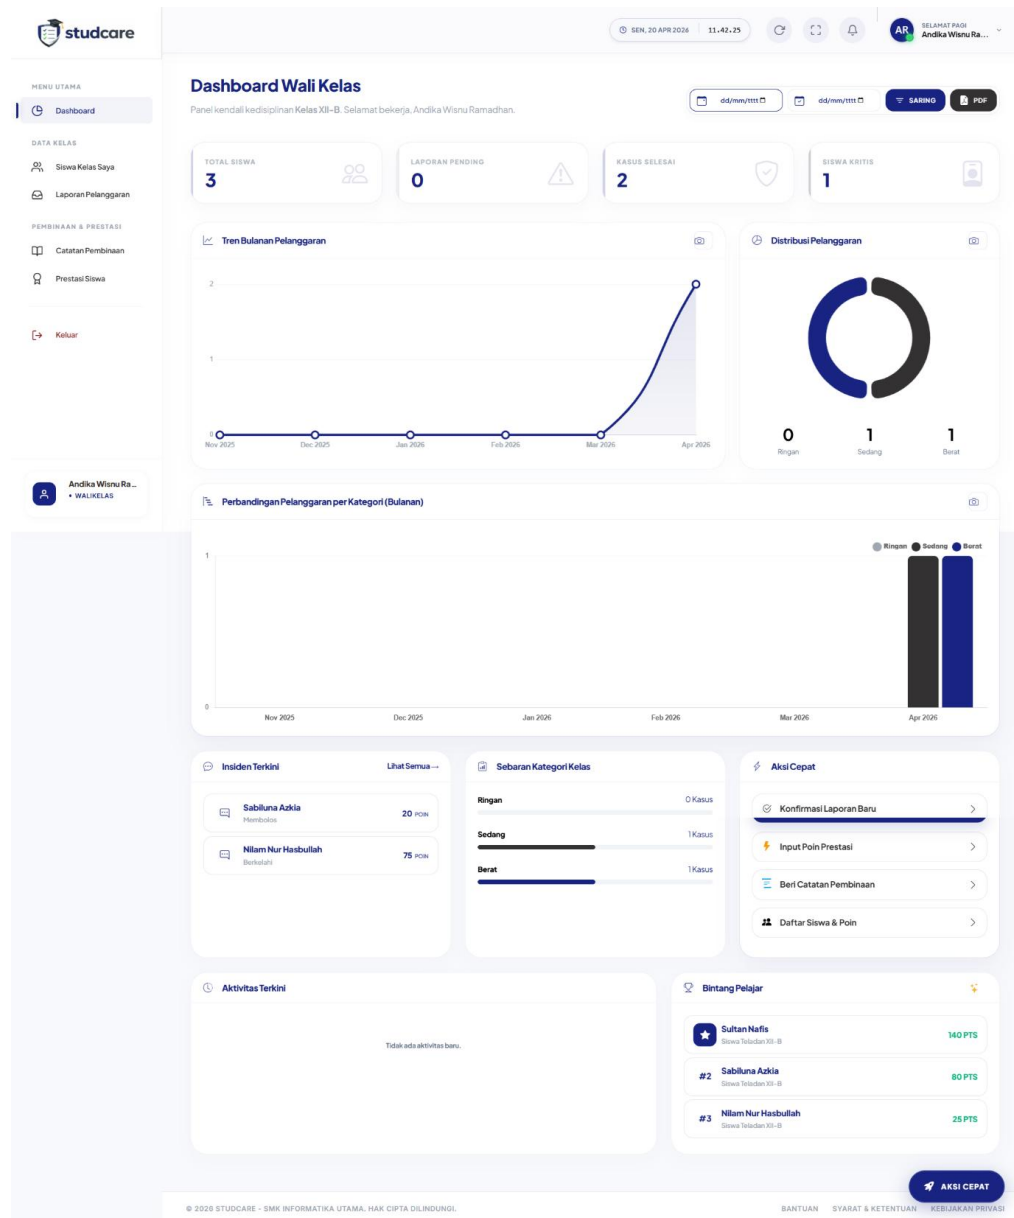 studcare
SEN, 20 APR 2026 11.42.25
AR
SELAMAT PAGI
Andika Wisnu Ra...
MENU UTAMA
Dashboard
DATA KELAS
Siswa Kelas Saya
Laporan Pelanggaran
PEMBINAAN & PRESTASI
Catatan Pembinaan
Prestasi Siswa
Keluar
Andika Wisnu Ra...
• WALIKELAS
Dashboard Wali Kelas
Panel kendali kedisiplinan Kelas XII-B. Selamat bekerja, Andika Wisnu Ramadhan.
dd/mm/tttt
dd/mm/tttt
SARING
PDF
TOTAL SISWA
3
LAPORAN PENDING
0
KASUS SELESAI
2
SISWA KRITIS
1
Tren Bulanan Pelanggaran
2
1
0
Nov 2025 Dec 2025 Jan 2026 Feb 2026 Mar 2026 Apr 2026
Distribusi Pelanggaran
0 1 1
Ringan Sedang Berat
Perbandingan Pelanggaran per Kategori (Bulanan)
Ringan Sedang Berat
1
0
Nov 2025 Dec 2025 Jan 2026 Feb 2026 Mar 2026 Apr 2026
Insiden Terkini
Lihat Semua→
Sabiluna Azkia
Membolos
20 POIN
Nilam Nur Hasbullah
Berkelahi
75 POIN
Sebaran Kategori Kelas
Ringan 0 Kasus
Sedang 1 Kasus
Berat 1 Kasus
Aksi Cepat
Konfirmasi Laporan Baru
Input Poin Prestasi
Beri Catatan Pembinaan
Daftar Siswa & Poin
Aktivitas Terkini
Tidak ada aktivitas baru.
Bintang Pelajar
Sultan Nafis
Siswa Teladan XII-B
140 PTS
#2
Sabiluna Azkia
Siswa Teladan XII-B
80 PTS
#3
Nilam Nur Hasbullah
Siswa Teladan XII-B
25 PTS
AKSI CEPAT
© 2026 STUDCARE - SMK INFORMATIKA UTAMA. HAK CIPTA DILINDUNGI.
BANTUAN SYARAT & KETENTUAN KEBIJAKAN PRIVASI